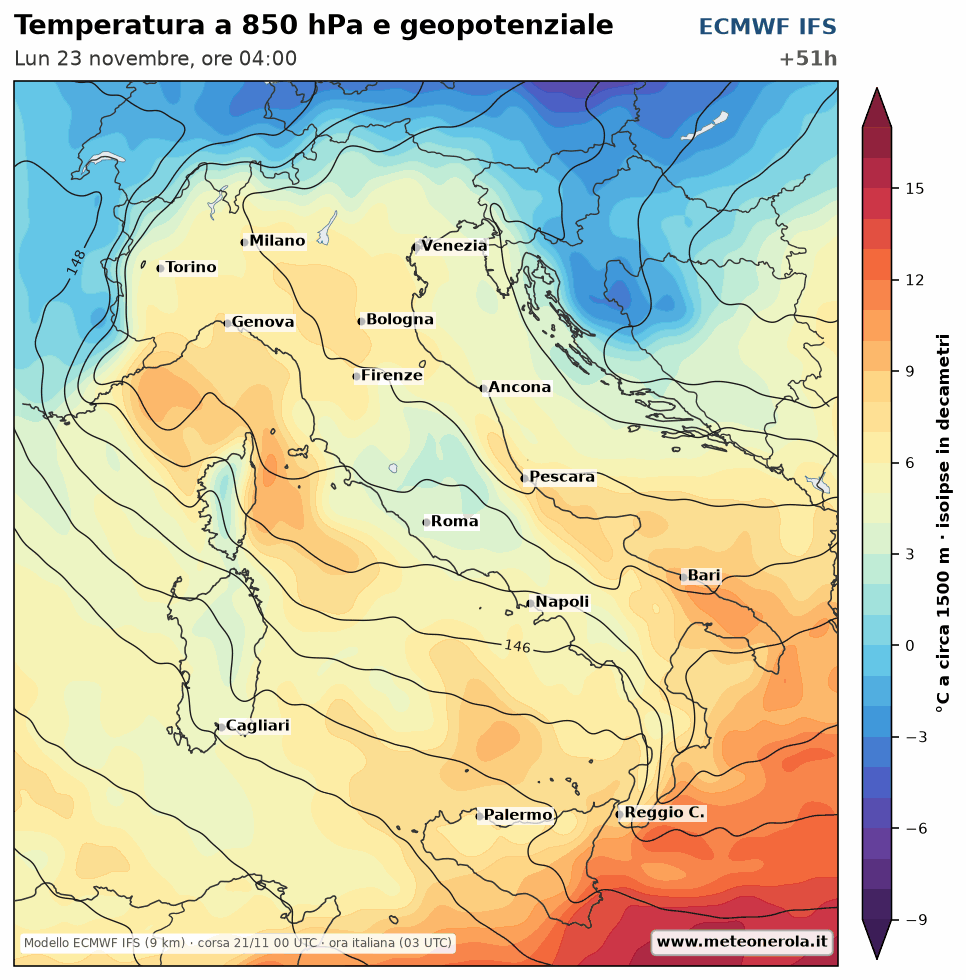 Temperatura a 850 hPa e geopotenziale
ECMWF IFS
Lun 23 novembre, ore 04:00
+51h
148
Milano
Venezia
Torino
Genova
Bologna
Firenze
Ancona
Pescara
Roma
Bari
Napoli
146
Cagliari
Palermo
Reggio C.
15
12
9
6
3
0
−3
−6
−9
°C a circa 1500 m · isoipse in decametri
Modello ECMWF IFS (9 km) · corsa 21/11 00 UTC · ora italiana (03 UTC)
www.meteonerola.it